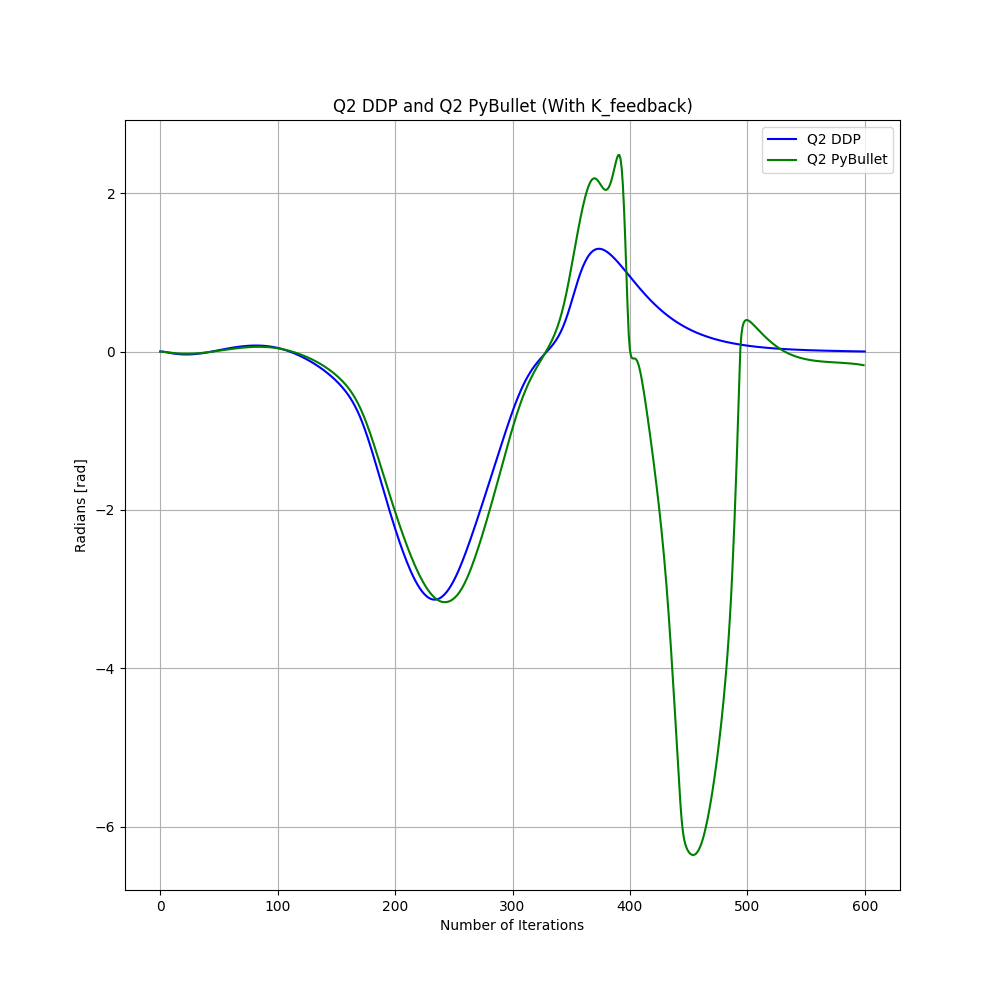 Q2 DDP and Q2 PyBullet (With K_feedback)
Q2 DDP
Q2 PyBullet
Radians [rad]
2
0
−2
−4
−6
0 100 200 300 400 500 600
Number of Iterations